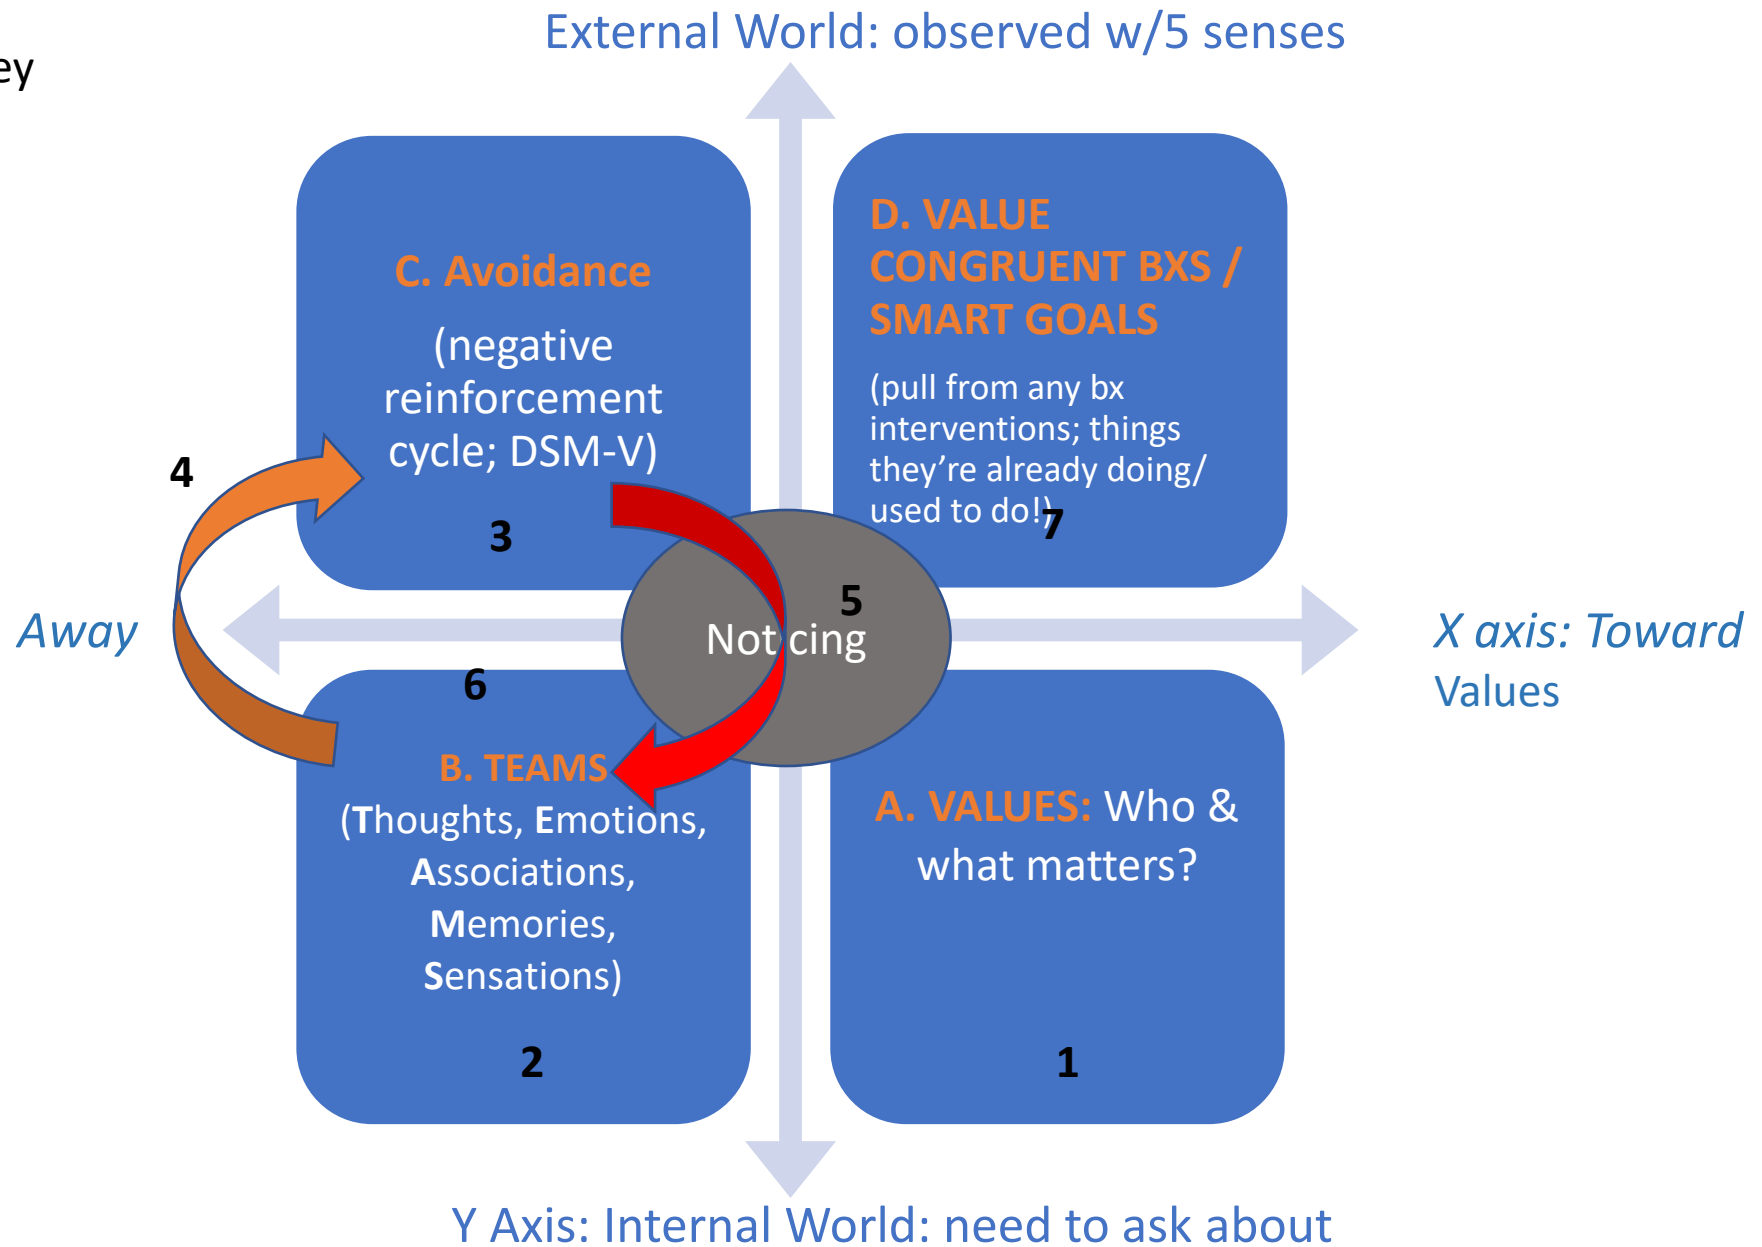 External World: observed w/5 senses
ey
C. Avoidance
(negative
reinforcement
cycle; DSM-V)
3
4
D. VALUE
CONGRUENT BXS /
SMART GOALS
(pull from any bx
interventions; things
they're already doing/
used to do!)
7
5
Noticing
Away
X axis: Toward
Values
6
B. TEAMS
(Thoughts, Emotions,
Associations,
Memories,
Sensations)
2
A. VALUES: Who &
what matters?
1
Y Axis: Internal World: need to ask about